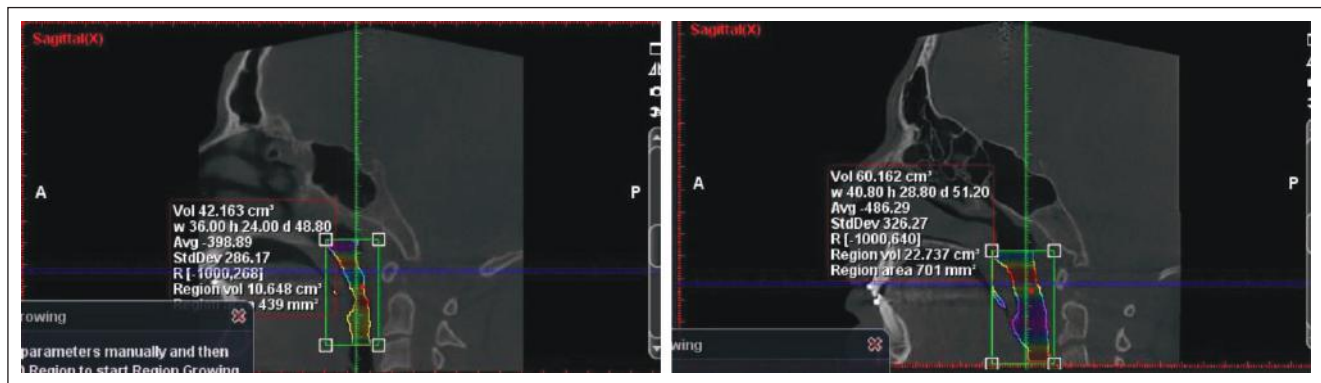 Sagittal(X)
A
P
Vol 42.163 cm³
w 36.00 h 24.00 d 48.80
Avg -398.89
StdDev 286.17
R [-1000,268]
Region vol 10.648 cm³
439 mm²
rowing
parameters manually and then
Region to start Region Growing
Sagittal(X)
A
P
Vol 60.162 cm³
w 40.80 h 28.80 d 51.20
Avg -486.29
StdDev 326.27
R [-1000,640]
Region vol 22.737 cm³
Region area 701 mm²
wing